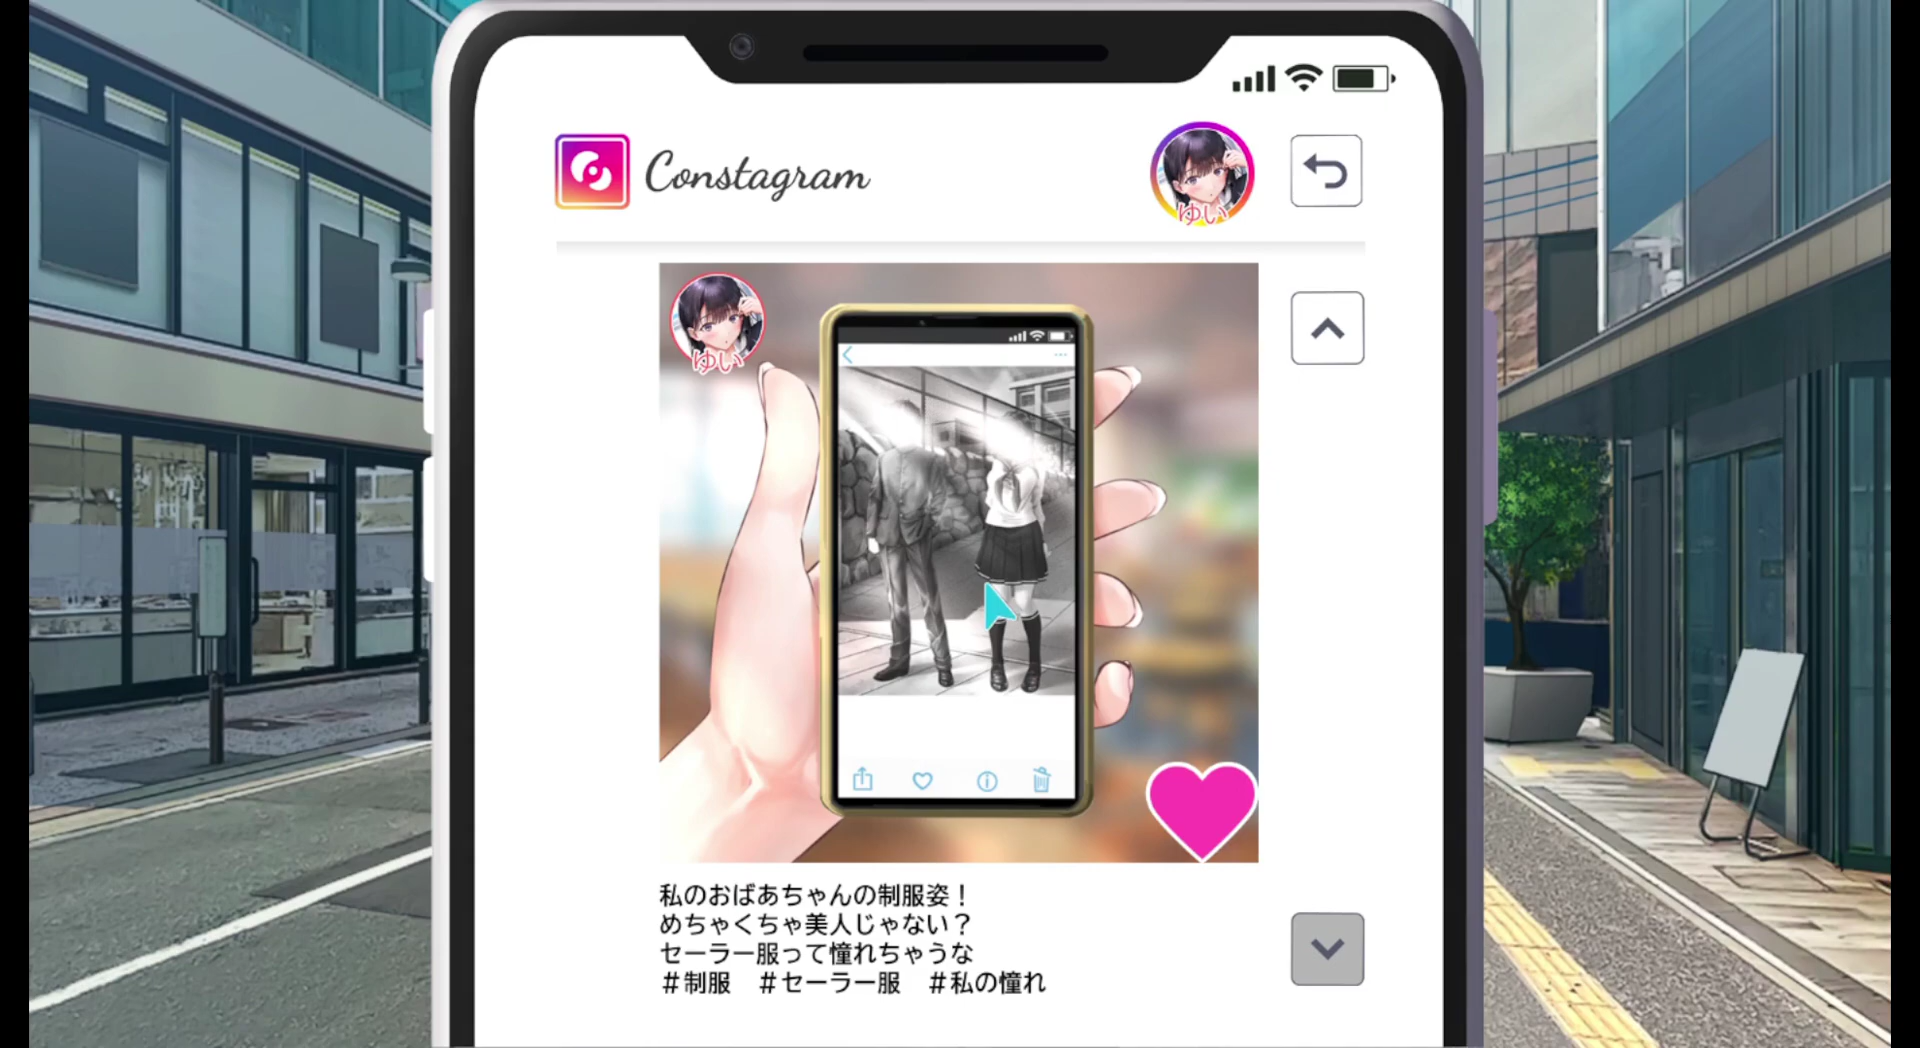 Constagram
ゆい
ゆい
私のおばあちゃんの制服姿！
めちゃくちゃ美人じゃない？
セーラー服って憧れちゃうな
＃制服　＃セーラー服　＃私の憧れ